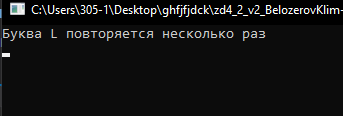 C:\Users\305-1\Desktop\ghfjfjdck\zd4_2_v2_BelozerovKlim-
Буква L повторяется несколько раз